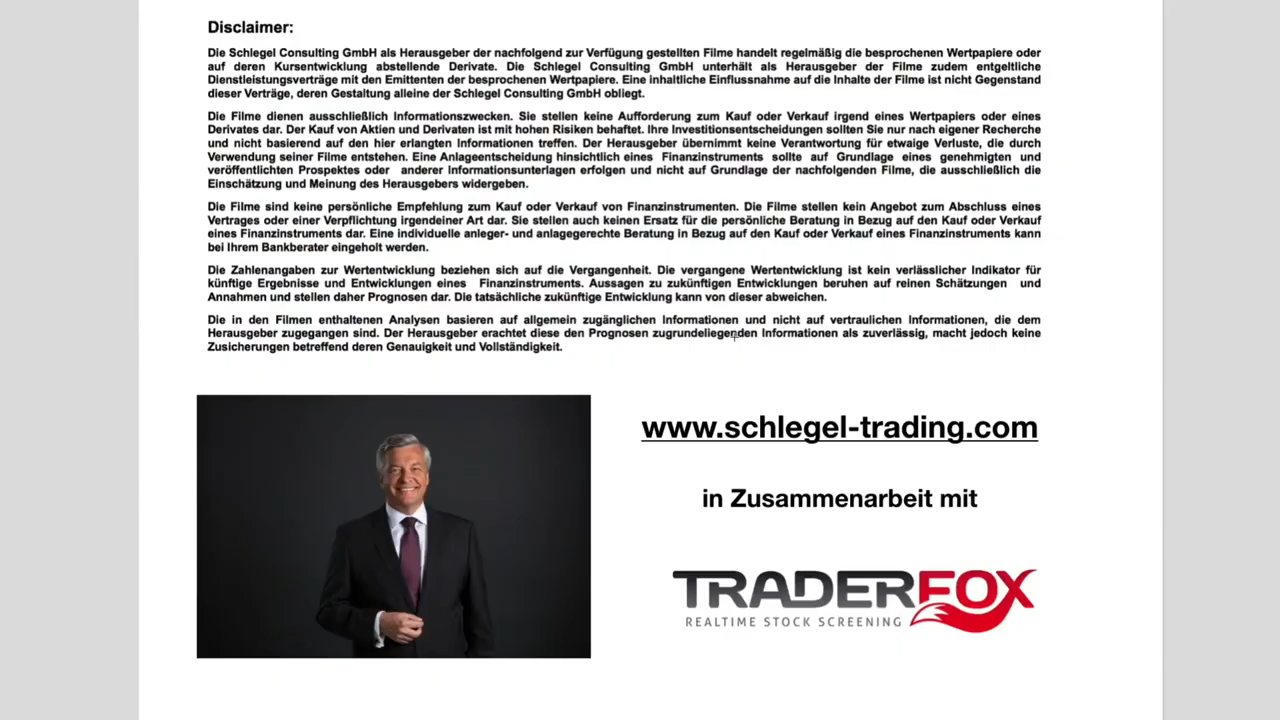 Disclaimer:
Die Schlegel Consulting GmbH als Herausgeber der nachfolgend zur Verfügung gestellten Filme handelt regelmäßig die besprochenen Wertpapiere oder
auf deren Kursentwicklung abstellende Derivate. Die Schlegel Consulting GmbH unterhält als Herausgeber der Filme zudem entgeltliche
Dienstleistungsverträge mit den Emittenten der besprochenen Wertpapiere. Eine inhaltliche Einflussnahme auf die Inhalte der Filme ist nicht Gegenstand
dieser Verträge, deren Gestaltung alleine der Schlegel Consulting GmbH obliegt.
Die Filme dienen ausschließlich Informationszwecken. Sie stellen keine Aufforderung zum Kauf oder Verkauf irgend eines Wertpapiers oder eines
Derivates dar. Der Kauf von Aktien und Derivaten ist mit hohen Risiken behaftet. Ihre Investitionsentscheidungen sollten Sie nur nach eigener Recherche
und nicht basierend auf den hier erlangten Informationen treffen. Der Herausgeber übernimmt keine Verantwortung für etwaige Verluste, die durch
Verwendung seiner Filme entstehen. Eine Anlageentscheidung hinsichtlich eines Finanzinstruments sollte auf Grundlage eines genehmigten und
veröffentlichten Prospektes oder anderer Informationsunterlagen erfolgen und nicht auf Grundlage der nachfolgenden Filme, die ausschließlich die
Einschätzung und Meinung des Herausgebers widergeben.
Die Filme sind keine persönliche Empfehlung zum Kauf oder Verkauf von Finanzinstrumenten. Die Filme stellen kein Angebot zum Abschluss eines
Vertrages oder einer Verpflichtung irgendeiner Art dar. Sie stellen auch keinen Ersatz für die persönliche Beratung in Bezug auf den Kauf oder Verkauf
eines Finanzinstruments dar. Eine individuelle anleger- und anlagegerechte Beratung in Bezug auf den Kauf oder Verkauf eines Finanzinstruments kann
bei Ihrem Bankberater eingeholt werden.
Die Zahlenangaben zur Wertentwicklung beziehen sich auf die Vergangenheit. Die vergangene Wertentwicklung ist kein verlässlicher Indikator für
künftige Ergebnisse und Entwicklungen eines Finanzinstruments. Aussagen zu zukünftigen Entwicklungen beruhen auf reinen Schätzungen und
Annahmen und stellen daher Prognosen dar. Die tatsächliche zukünftige Entwicklung kann von dieser abweichen.
Die in den Filmen enthaltenen Analysen basieren auf allgemein zugänglichen Informationen und nicht auf vertraulichen Informationen, die dem
Herausgeber zugegangen sind. Der Herausgeber erachtet diese den Prognosen zugrundeliegenden Informationen als zuverlässig, macht jedoch keine
Zusicherungen betreffend deren Genauigkeit und Vollständigkeit.
www.schlegel-trading.com
in Zusammenarbeit mit
TRADERFOX
REALTIME STOCK SCREENING